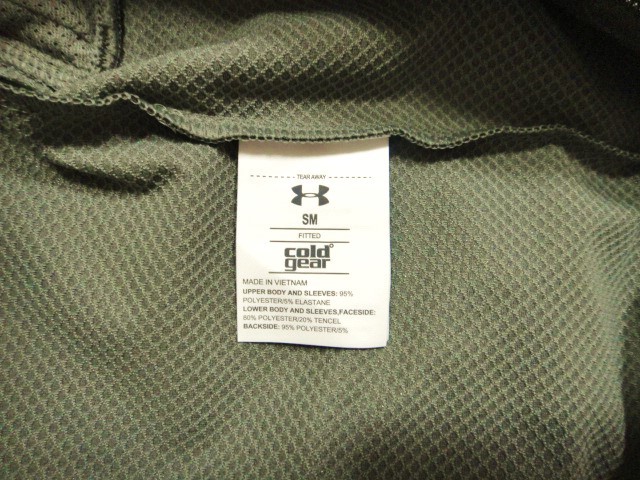 TEAR AWAY
SM
FITTED
cold
gear
MADE IN VIETNAM
UPPER BODY AND SLEEVES: 95%
POLYESTER/5% ELASTANE
LOWER BODY AND SLEEVES,FACESIDE:
80% POLYESTER/20% TENCEL
BACKSIDE: 95% POLYESTER/5%